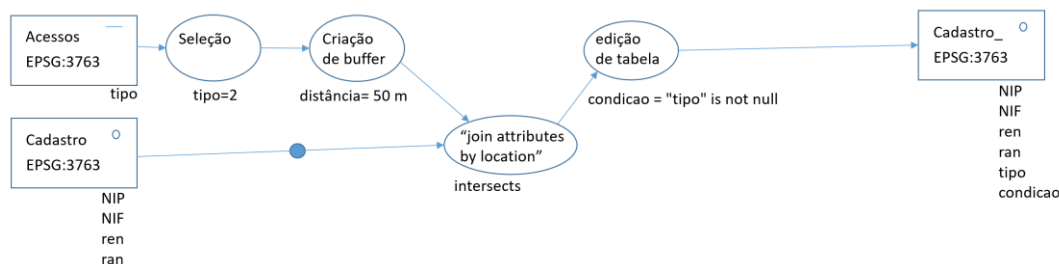 Acessos
EPSG:3763
tipo
Seleção
tipo=2
Criação
de buffer
distância= 50 m
Cadastro
EPSG:3763
NIP
NIF
ren
ran
“join attributes
by location”
intersects
edição
de tabela
condicao = "tipo" is not null
Cadastro_
EPSG:3763
NIP
NIF
ren
ran
tipo
condicao